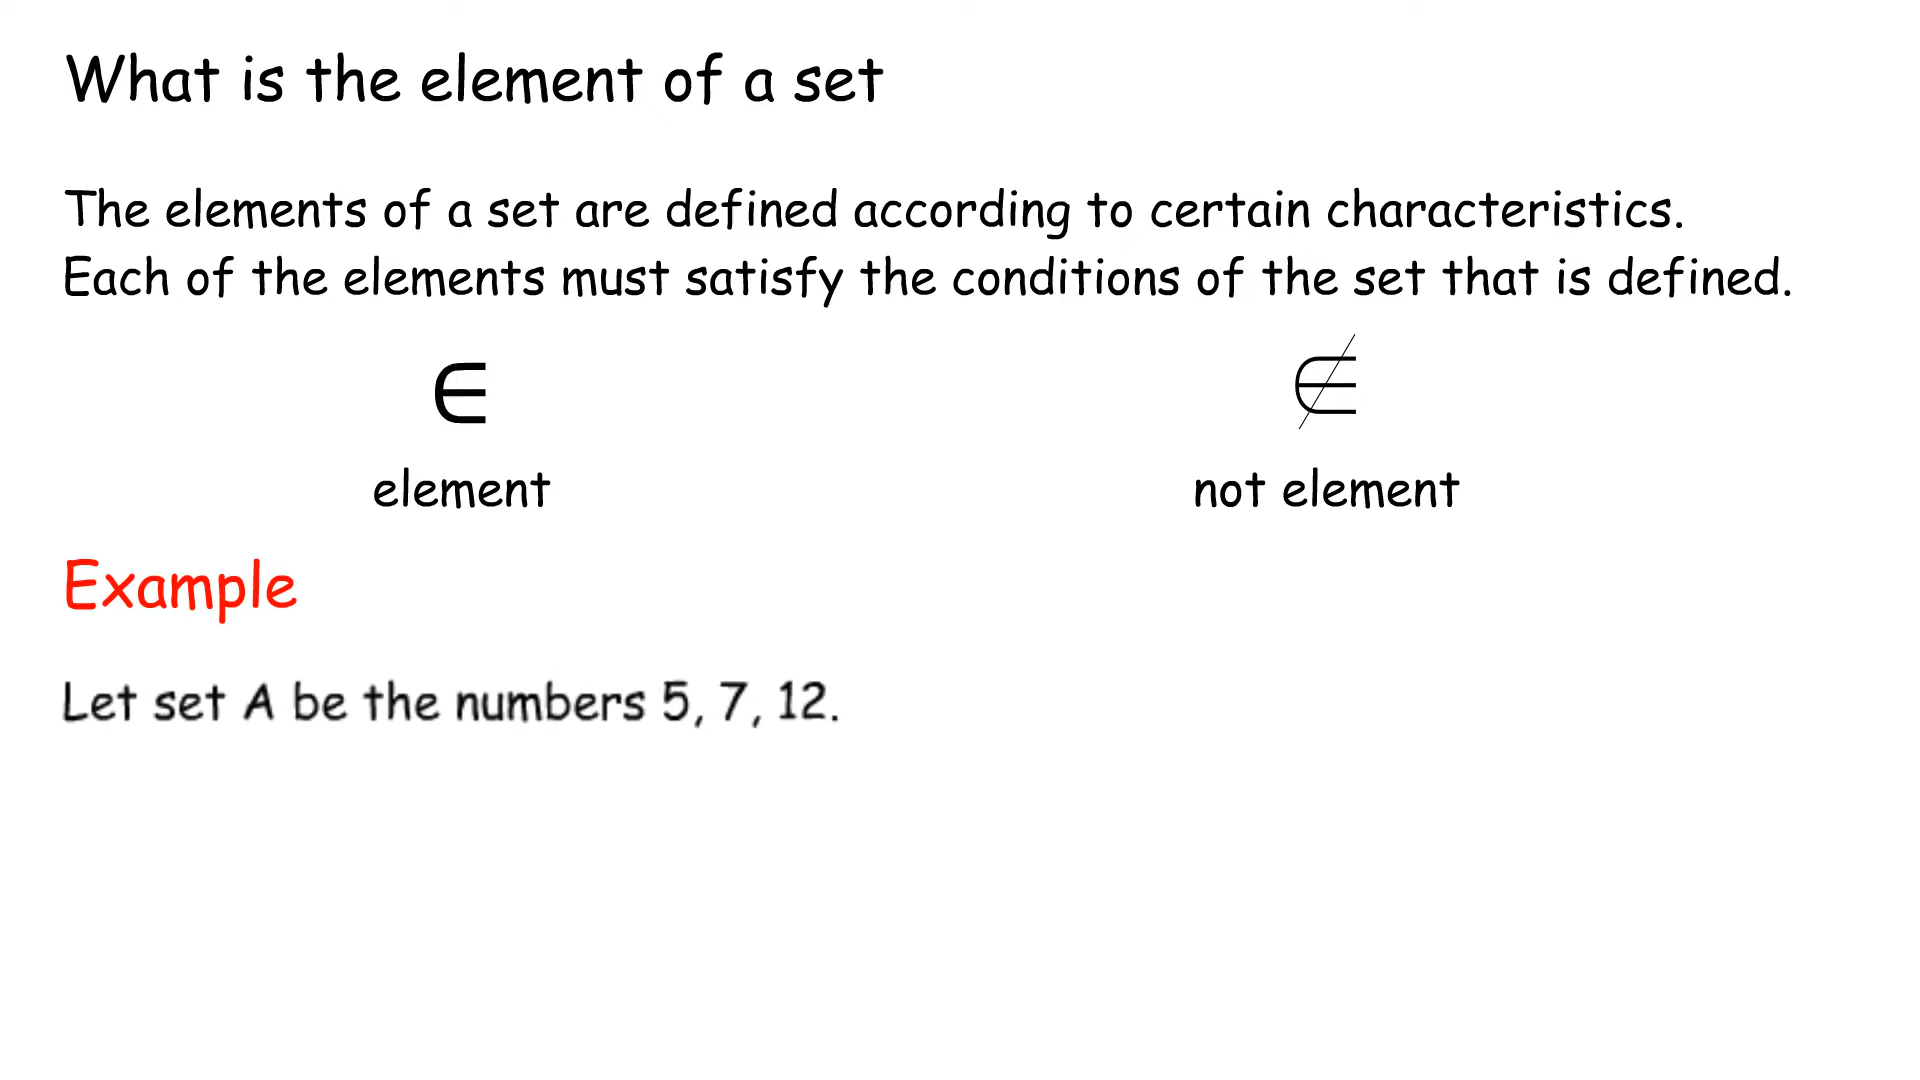 What is the element of a set
The elements of a set are defined according to certain characteristics.
Each of the elements must satisfy the conditions of the set that is defined.
∈ ∉
element not element
Example
Let set A be the numbers 5, 7, 12.